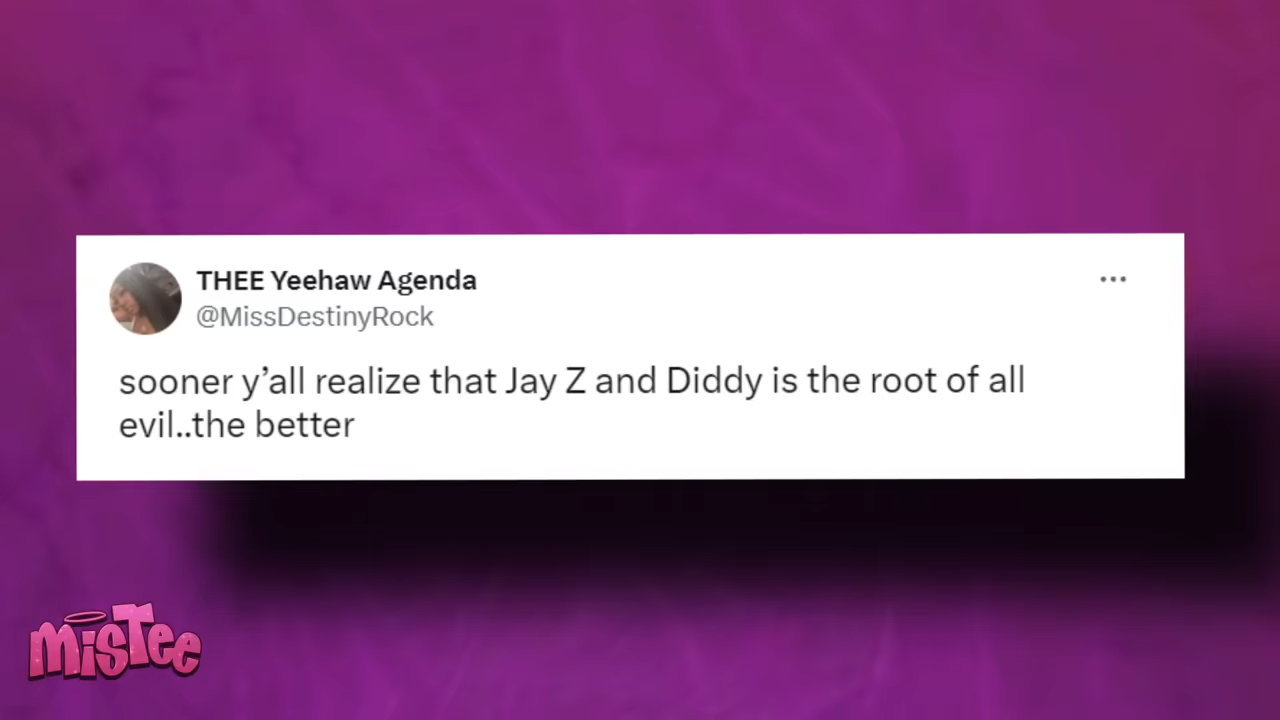 THEE Yeehaw Agenda
@MissDestinyRock
sooner y’all realize that Jay Z and Diddy is the root of all
evil..the better
MisTee